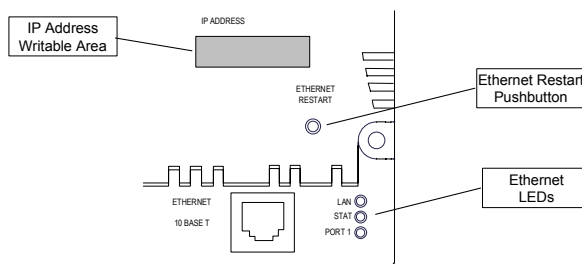 IP Address
Writable Area
IP ADDRESS
ETHERNET
RESTART
Ethernet Restart
Pushbutton
ETHERNET
10 BASE T
LAN
STAT
PORT 1
Ethernet
LEDs